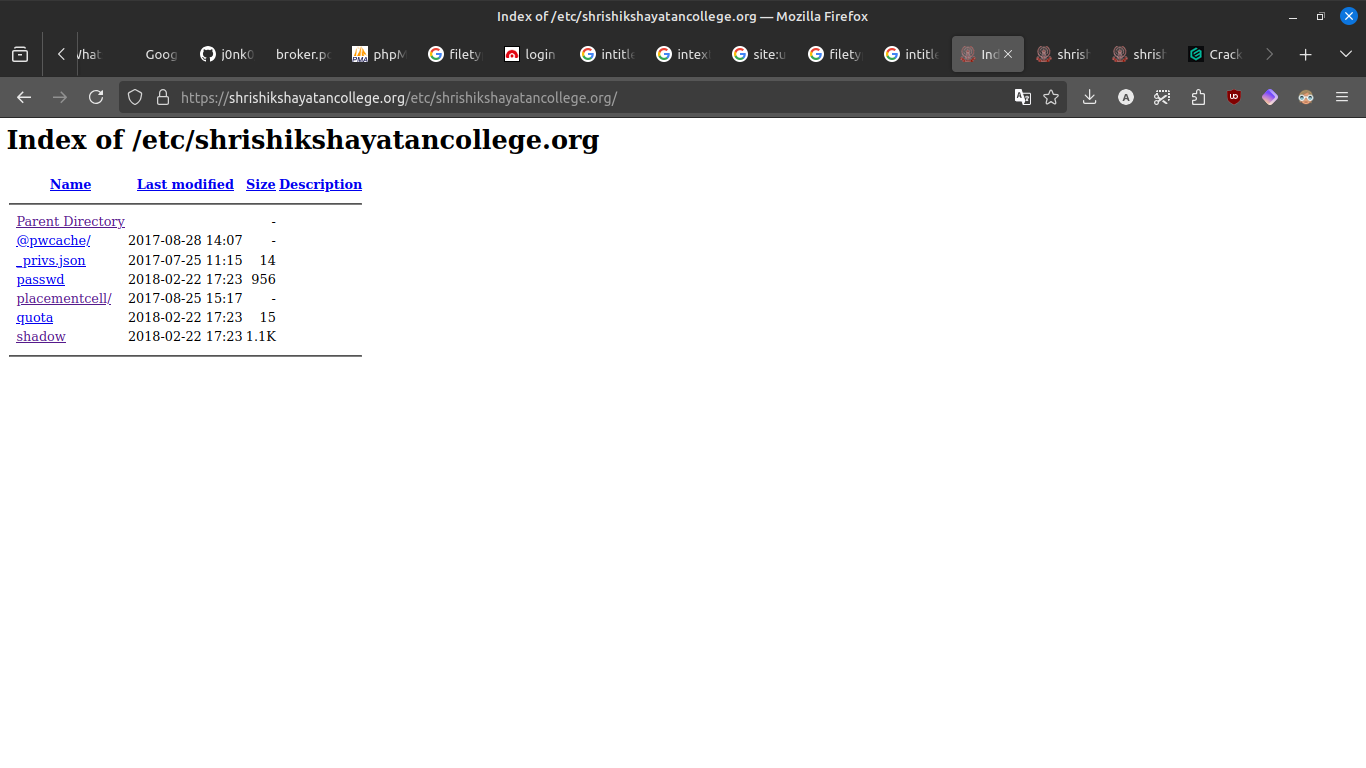 Index of /etc/shrishikshayatancollege.org — Mozilla Firefox
Goog j0nk0 broker.p phpM filety login intitle intex site:u filety intitle Ind shrish shrish Crack
https://shrishikshayatancollege.org/etc/shrishikshayatancollege.org/
Index of /etc/shrishikshayatancollege.org
Name Last modified Size Description
Parent Directory -
@pwcache/ 2017-08-28 14:07 -
_privs.json 2017-07-25 11:15 14
passwd 2018-02-22 17:23 956
placementcell/ 2017-08-25 15:17 -
quota 2018-02-22 17:23 15
shadow 2018-02-22 17:23 1.1K